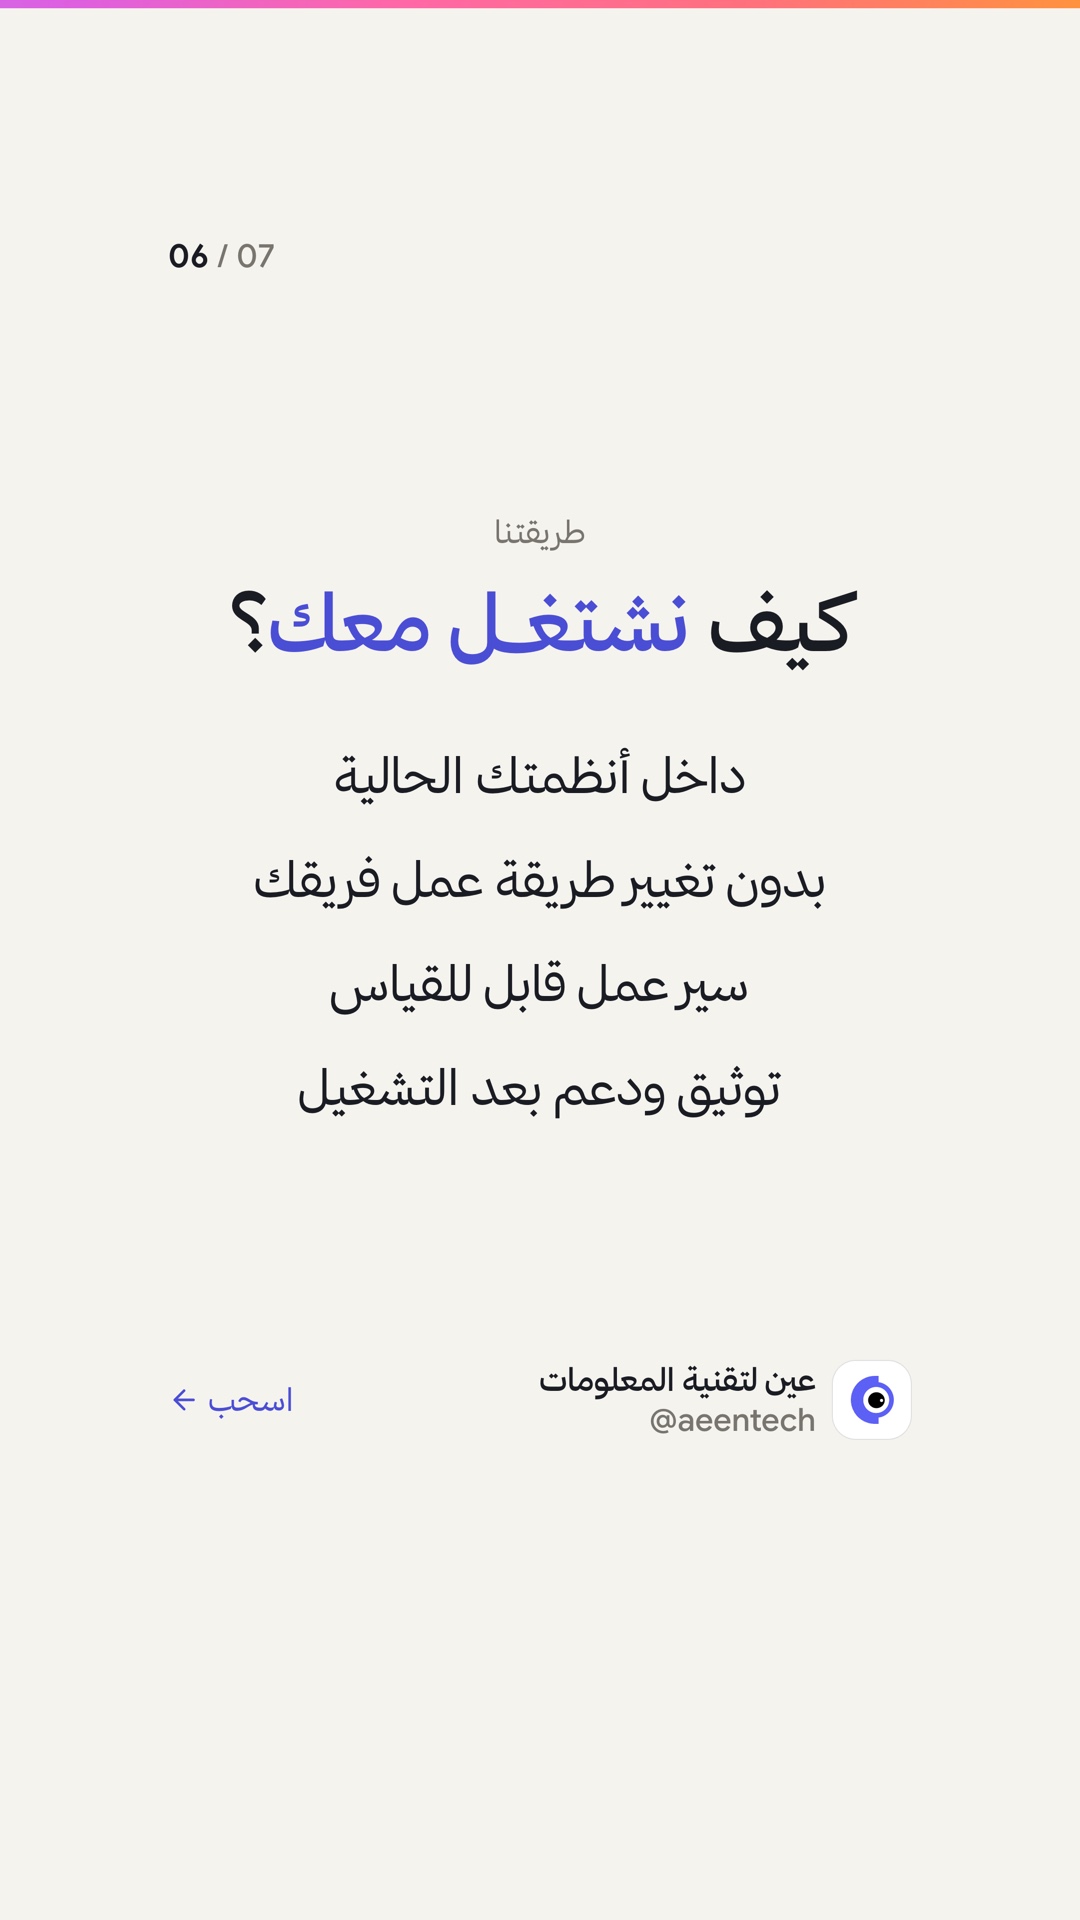 06 / 07
طريقتنا
كيف نشتغـل معك؟
داخل أنظمتك الحالية
بدون تغيير طريقة عمل فريقك
سير عمل قابل للقياس
توثيق ودعم بعد التشغيل
عين لتقنية المعلومات
@aeentech
اسحب ←